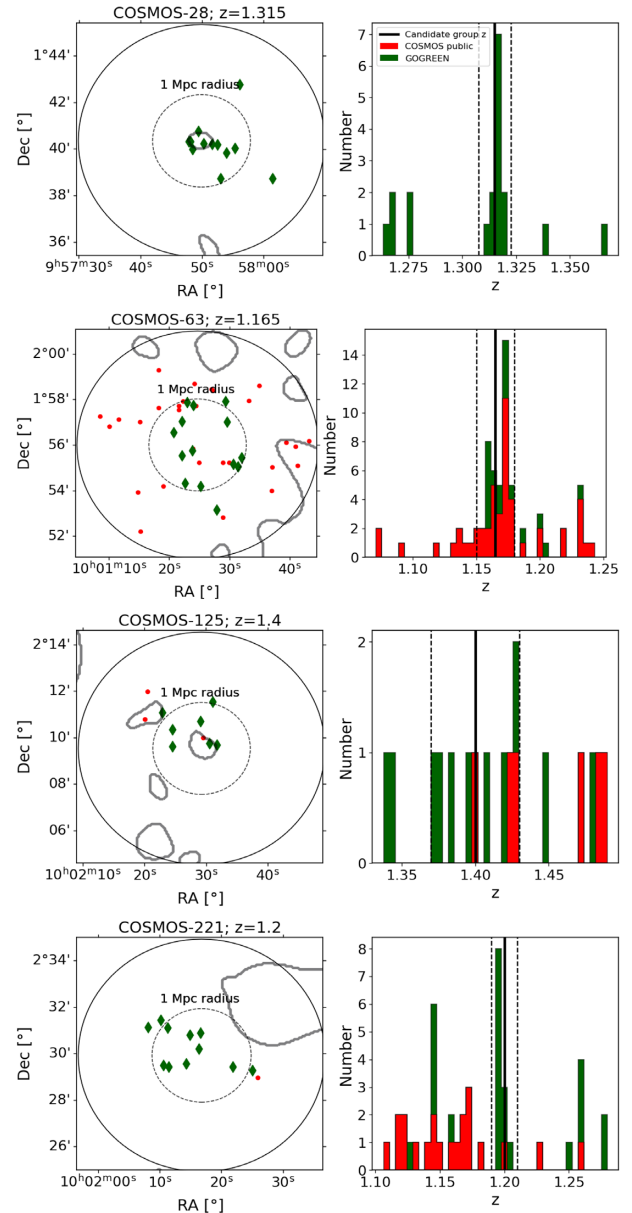 COSMOS-28; z=1.315
1°44'
42'
40'
38'
36'
Dec [°]
1 Mpc radius
9ʰ57ᵐ30ˢ 40ˢ 50ˢ 58ᵐ00ˢ
RA [°]
Candidate group z
COSMOS public
GOGREEN
7
6
5
4
3
2
1
0
Number
1.275 1.300 1.325 1.350
z
COSMOS-63; z=1.165
2°00'
1°58'
56'
54'
52'
Dec [°]
1 Mpc radius
10ʰ01ᵐ10ˢ 20ˢ 30ˢ 40ˢ
RA [°]
14
12
10
8
6
4
2
0
Number
1.10 1.15 1.20 1.25
z
COSMOS-125; z=1.4
2°14'
12'
10'
08'
06'
Dec [°]
1 Mpc radius
10ʰ02ᵐ10ˢ 20ˢ 30ˢ 40ˢ
RA [°]
2
1
0
Number
1.35 1.40 1.45
z
COSMOS-221; z=1.2
2°34'
32'
30'
28'
26'
Dec [°]
1 Mpc radius
10ʰ02ᵐ00ˢ 10ˢ 20ˢ 30ˢ
RA [°]
8
7
6
5
4
3
2
1
0
Number
1.10 1.15 1.20 1.25
z